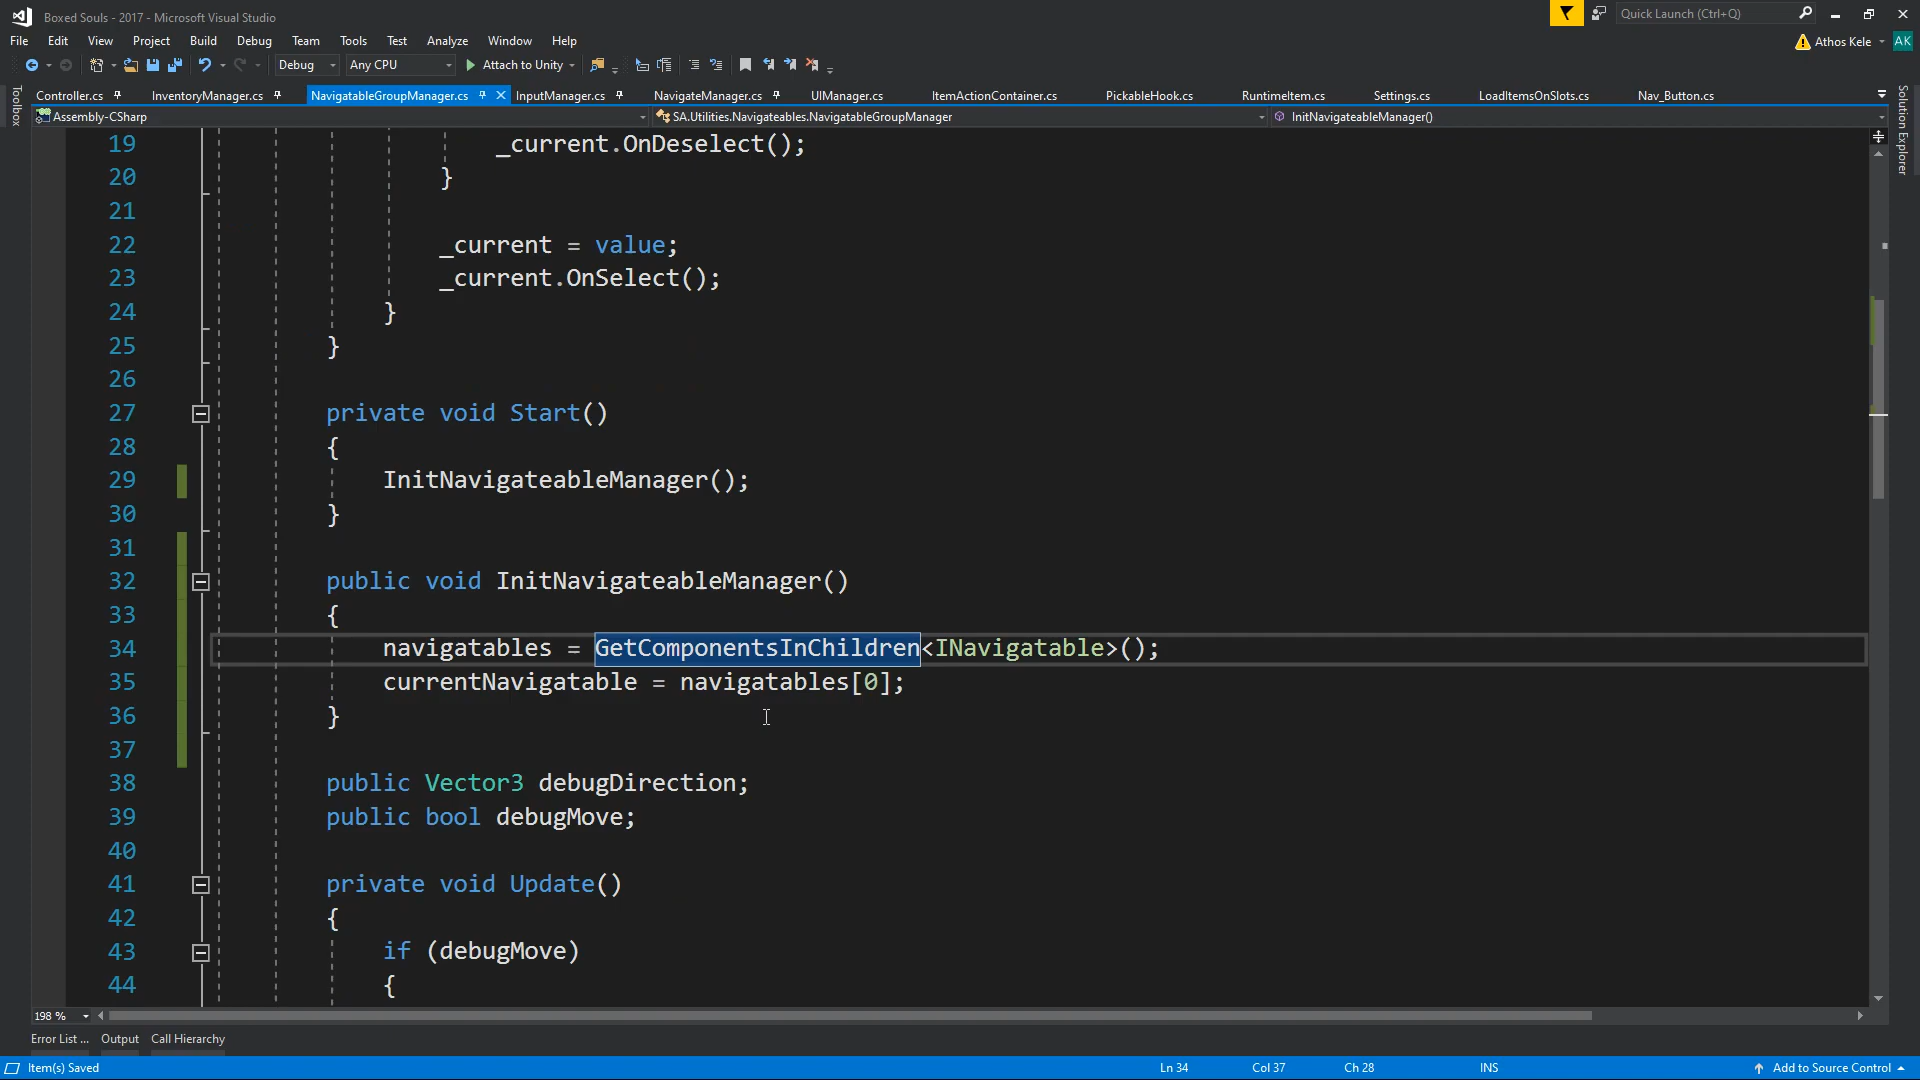 Boxed Souls - 2017 - Microsoft Visual Studio
Quick Launch (Ctrl+Q)
File Edit View Project Build Debug Team Tools Test Analyze Window Help
Athos Kele AK
Debug Any CPU Attach to Unity
Toolbox
Controller.cs InventoryManager.cs NavigatableGroupManager.cs InputManager.cs NavigateManager.cs UIManager.cs ItemActionContainer.cs PickableHook.cs RuntimeItem.cs Settings.cs LoadItemsOnSlots.cs Nav_Button.cs
Solution Explorer
Assembly-CSharp SA.Utilities.Navigateables.NavigatableGroupManager InitNavigateableManager()
19 _current.OnDeselect();
20 }
21
22 _current = value;
23 _current.OnSelect();
24 }
25 }
26
27 private void Start()
28 {
29 InitNavigateableManager();
30 }
31
32 public void InitNavigateableManager()
33 {
34 navigatables = GetComponentsInChildren<INavigatable>();
35 currentNavigatable = navigatables[0];
36 }
37
38 public Vector3 debugDirection;
39 public bool debugMove;
40
41 private void Update()
42 {
43 if (debugMove)
44 {
198 %
Error List ... Output Call Hierarchy
Item(s) Saved Ln 34 Col 37 Ch 28 INS Add to Source Control